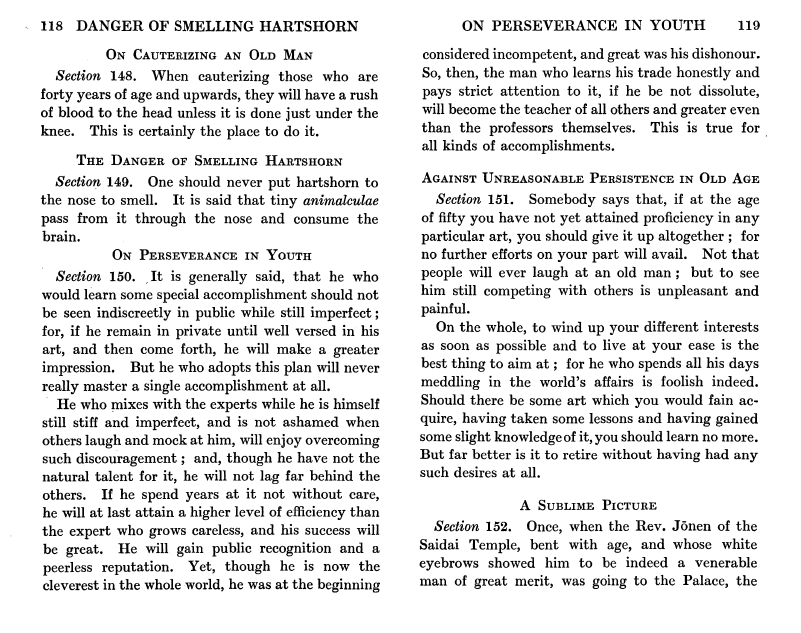 118 DANGER OF SMELLING HARTSHORN
On Cauterizing an Old Man
Section 148. When cauterizing those who are
forty years of age and upwards, they will have a rush
of blood to the head unless it is done just under the
knee. This is certainly the place to do it.
The Danger of Smelling Hartshorn
Section 149. One should never put hartshorn to
the nose to smell. It is said that tiny animalculae
pass from it through the nose and consume the
brain.
On Perseverance in Youth
Section 150. It is generally said, that he who
would learn some special accomplishment should not
be seen indiscreetly in public while still imperfect ;
for, if he remain in private until well versed in his
art, and then come forth, he will make a greater
impression. But he who adopts this plan will never
really master a single accomplishment at all.
He who mixes with the experts while he is himself
still stiff and imperfect, and is not ashamed when
others laugh and mock at him, will enjoy overcoming
such discouragement ; and, though he have not the
natural talent for it, he will not lag far behind the
others. If he spend years at it not without care,
he will at last attain a higher level of efficiency than
the expert who grows careless, and his success will
be great. He will gain public recognition and a
peerless reputation. Yet, though he is now the
cleverest in the whole world, he was at the beginning
ON PERSEVERANCE IN YOUTH 119
considered incompetent, and great was his dishonour.
So, then, the man who learns his trade honestly and
pays strict attention to it, if he be not dissolute,
will become the teacher of all others and greater even
than the professors themselves. This is true for
all kinds of accomplishments.
Against Unreasonable Persistence in Old Age
Section 151. Somebody says that, if at the age
of fifty you have not yet attained proficiency in any
particular art, you should give it up altogether ; for
no further efforts on your part will avail. Not that
people will ever laugh at an old man ; but to see
him still competing with others is unpleasant and
painful.
On the whole, to wind up your different interests
as soon as possible and to live at your ease is the
best thing to aim at ; for he who spends all his days
meddling in the world's affairs is foolish indeed.
Should there be some art which you would fain ac-
quire, having taken some lessons and having gained
some slight knowledge of it, you should learn no more.
But far better is it to retire without having had any
such desires at all.
A Sublime Picture
Section 152. Once, when the Rev. Jōnen of the
Saidai Temple, bent with age, and whose white
eyebrows showed him to be indeed a venerable
man of great merit, was going to the Palace, the